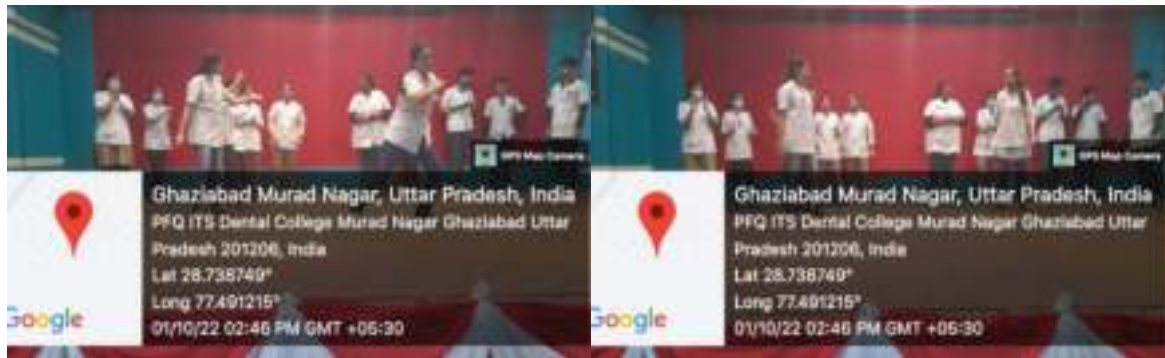 GPS Map Camera
Ghaziabad Murad Nagar, Uttar Pradesh, India
PFQ ITS Dental College Murad Nagar Ghaziabad Uttar
Pradesh 201206, India
Lat 28.738749°
Long 77.491215°
01/10/22 02:46 PM GMT +05:30
Google
GPS Map Camera
Ghaziabad Murad Nagar, Uttar Pradesh, India
PFQ ITS Dental College Murad Nagar Ghaziabad Uttar
Pradesh 201206, India
Lat 28.738749°
Long 77.491215°
01/10/22 02:46 PM GMT +05:30
Google